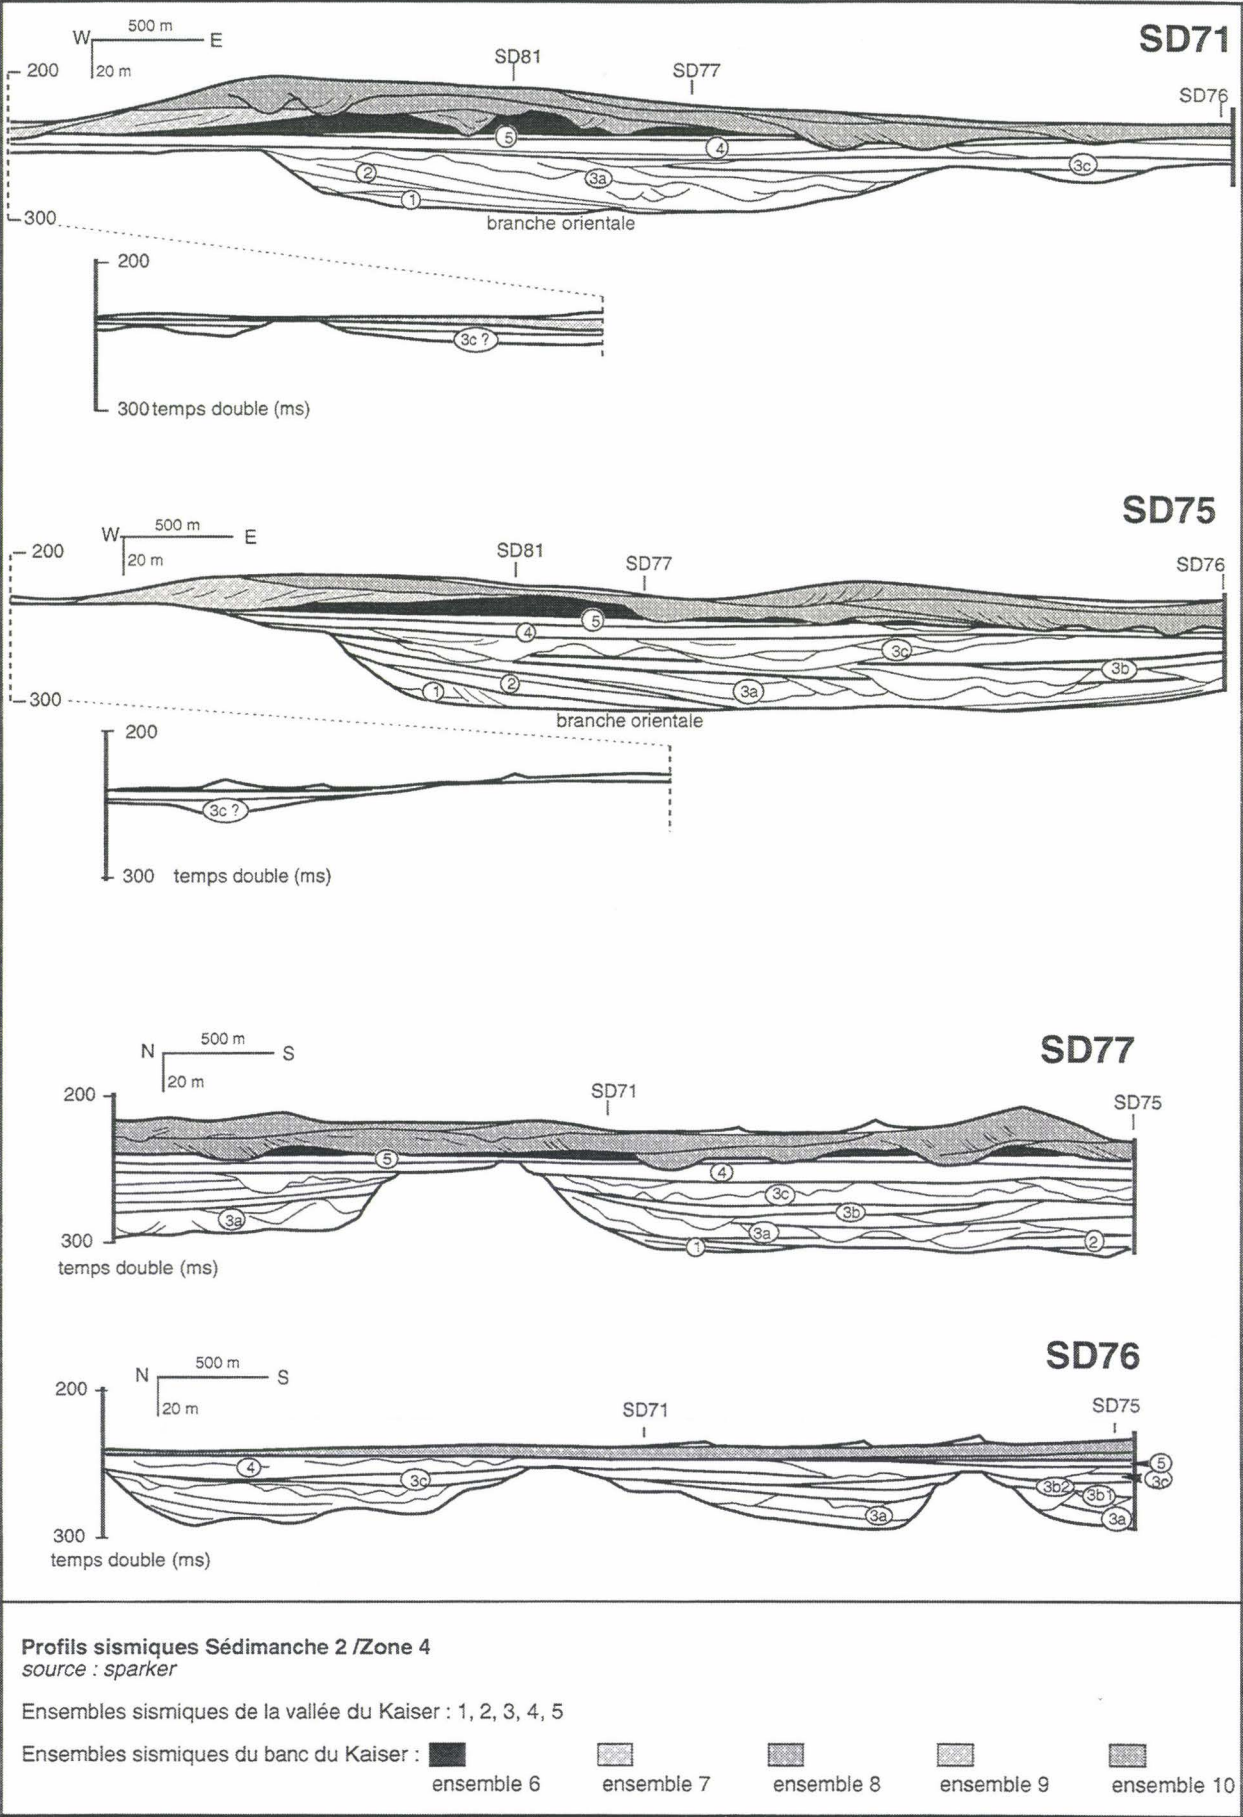 SD71
W 500 m E
20 m
SD81
SD77
SD76
200
5
4
2
3a
3c
1
300
branche orientale
200
3c ?
300 temps double (ms)
SD75
W 500 m E
20 m
200
SD81
SD77
SD76
5
4
3c
3b
1
2
3a
300
branche orientale
200
3c ?
300 temps double (ms)
SD77
N 500 m S
20 m
200
SD71
SD75
5
4
3c
3b
3a
3a
1
2
300
temps double (ms)
SD76
N 500 m S
20 m
200
SD71
SD75
4
3c
5
3c
3b2
3b1
3a
3a
300
temps double (ms)
Profils sismiques Sédimanche 2 /Zone 4
source : sparker
Ensembles sismiques de la vallée du Kaiser : 1, 2, 3, 4, 5
Ensembles sismiques du banc du Kaiser :
ensemble 6 ensemble 7 ensemble 8 ensemble 9 ensemble 10